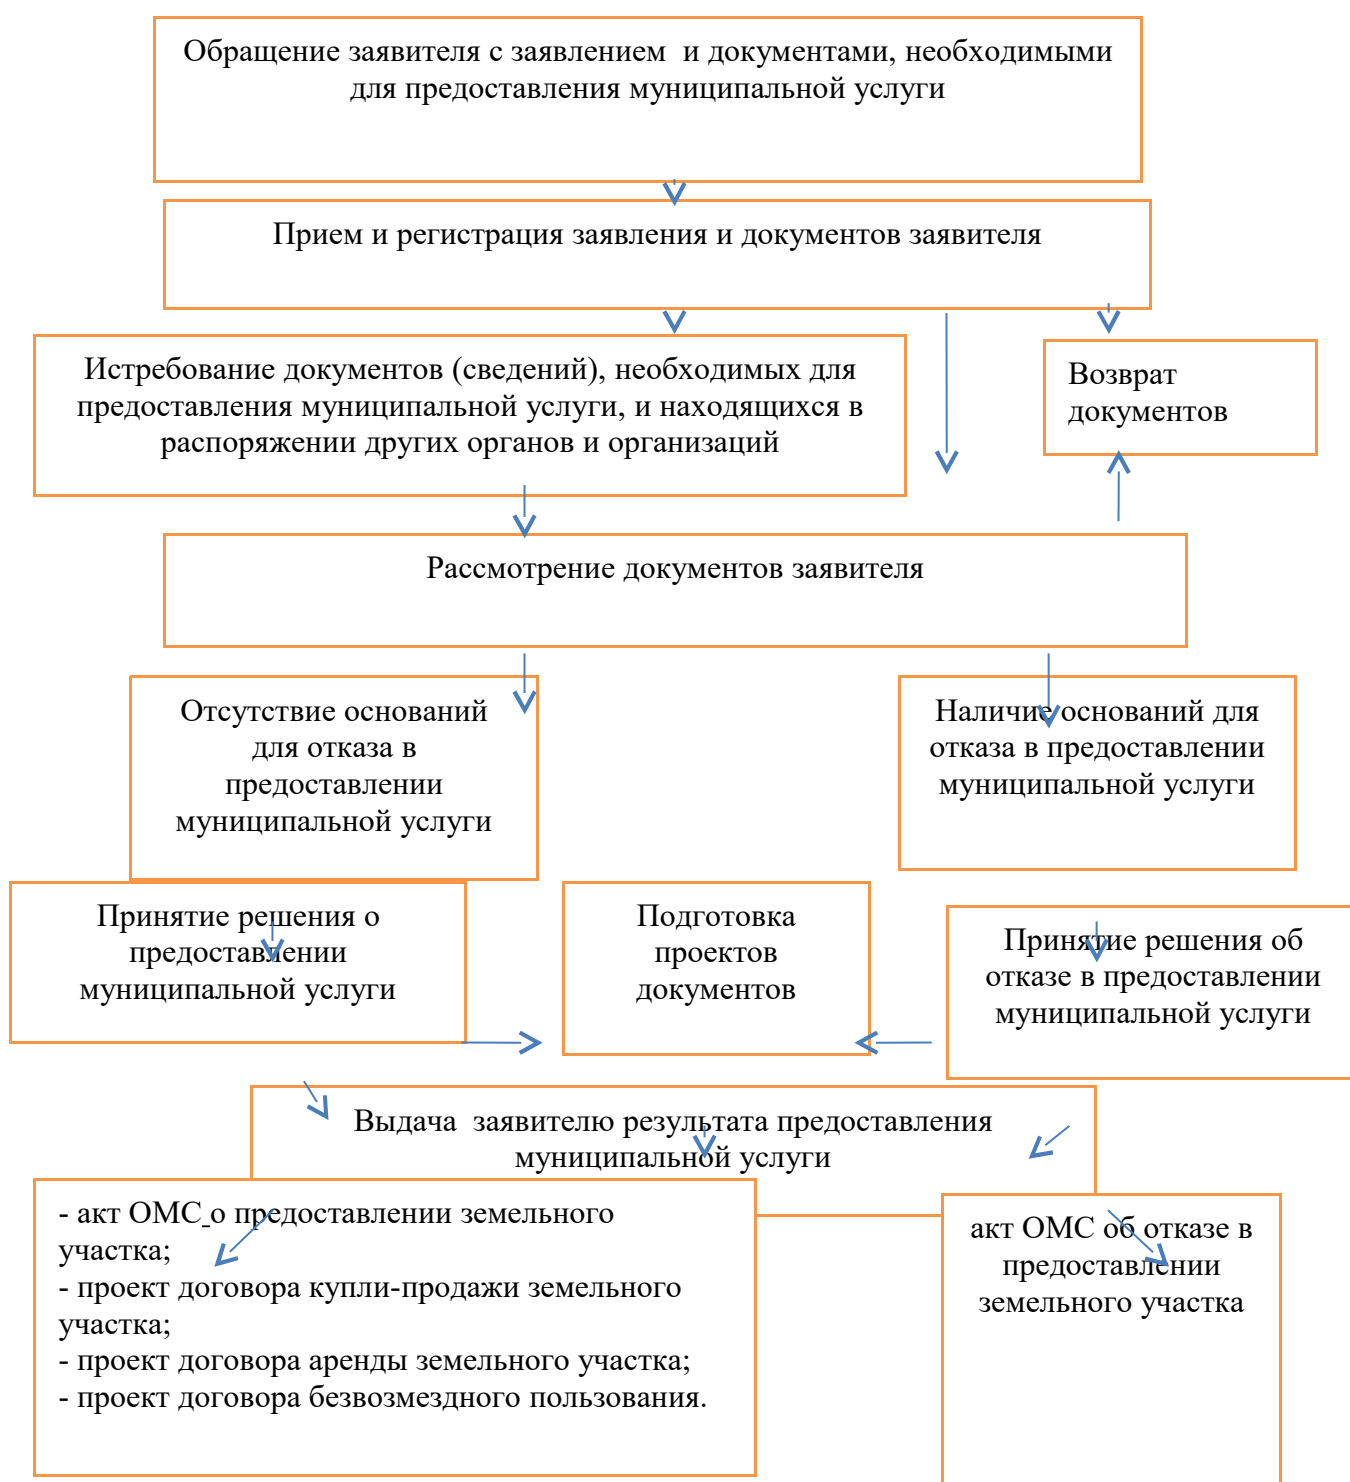 Обращение заявителя с заявлением  и документами, необходимыми
для предоставления муниципальной услуги
Прием и регистрация заявления и документов заявителя
Истребование документов (сведений), необходимых для
предоставления муниципальной услуги, и находящихся в
распоряжении других органов и организаций
Возврат
документов
Рассмотрение документов заявителя
Отсутствие оснований
для отказа в
предоставлении
муниципальной услуги
Наличие оснований для
отказа в предоставлении
муниципальной услуги
Принятие решения о
предоставлении
муниципальной услуги
Подготовка
проектов
документов
Принятие решения об
отказе в предоставлении
муниципальной услуги
Выдача  заявителю результата предоставления
муниципальной услуги
- акт ОМС о предоставлении земельного
участка;
- проект договора купли-продажи земельного
участка;
- проект договора аренды земельного участка;
- проект договора безвозмездного пользования.
акт ОМС об отказе в
предоставлении
земельного участка